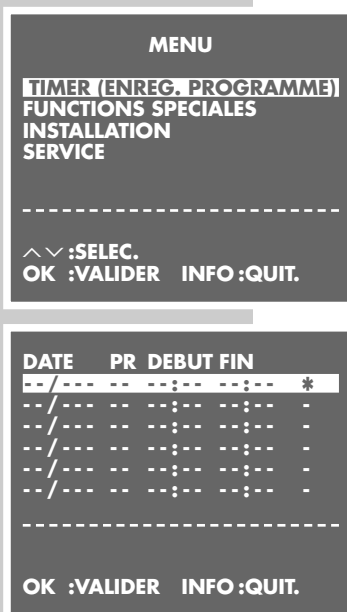 MENU
TIMER (ENREG. PROGRAMME)
FUNCTIONS SPECIALES
INSTALLATION
SERVICE
--------------------------
︿﹀:SELEC.
OK :VALIDER INFO :QUIT.
DATE PR DEBUT FIN
--/--- -- --:-- --:-- *
--/--- -- --:-- --:-- -
--/--- -- --:-- --:-- -
--/--- -- --:-- --:-- -
--/--- -- --:-- --:-- -
--/--- -- --:-- --:-- -
--------------------------
OK :VALIDER INFO :QUIT.